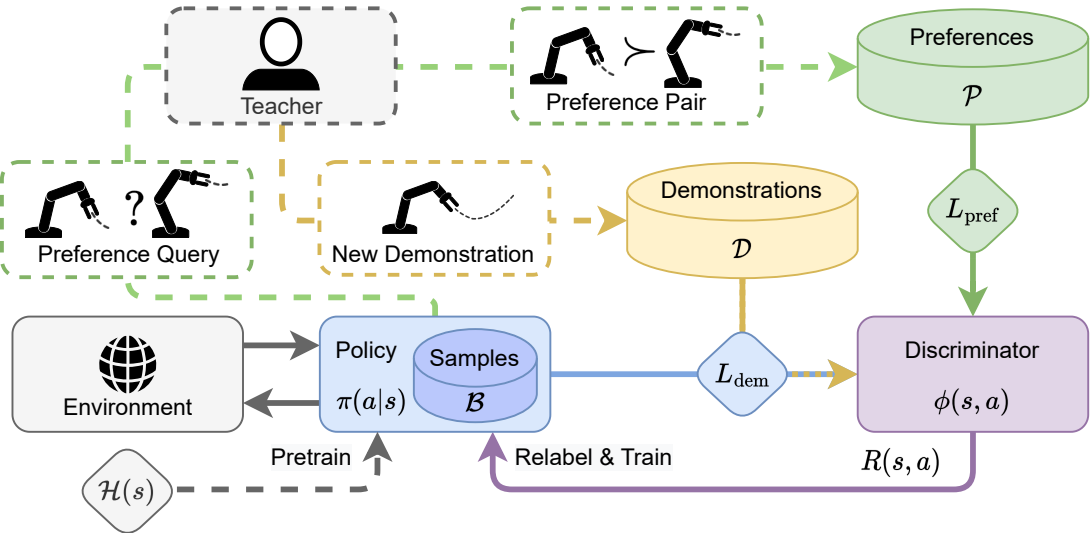 Teacher
≻
Preference Pair
Preferences
𝒫
?
Preference Query
New Demonstration
Demonstrations
𝒟
L_pref
Environment
Policy
π(a|s)
Samples
ℬ
L_dem
Discriminator
ϕ(s, a)
Pretrain
Relabel & Train
R(s, a)
ℋ(s)